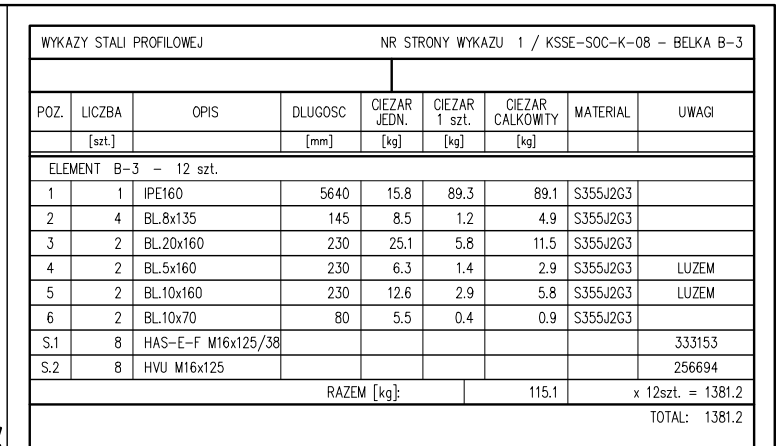 WYKAZY STALI PROFILOWEJ NR STRONY WYKAZU 1 / KSSE-SOC-K-08 - BELKA B-3
POZ. LICZBA OPIS DLUGOSC CIEZAR JEDN. CIEZAR 1 szt. CIEZAR CALKOWITY MATERIAL UWAGI
[szt.] [mm] [kg] [kg] [kg]
ELEMENT B-3 - 12 szt.
1 1 IPE160 5640 15.8 89.3 89.1 S355J2G3
2 4 BL.8x135 145 8.5 1.2 4.9 S355J2G3
3 2 BL.20x160 230 25.1 5.8 11.5 S355J2G3
4 2 BL.5x160 230 6.3 1.4 2.9 S355J2G3 LUZEM
5 2 BL.10x160 230 12.6 2.9 5.8 S355J2G3 LUZEM
6 2 BL.10x70 80 5.5 0.4 0.9 S355J2G3
S.1 8 HAS-E-F M16x125/38 333153
S.2 8 HVU M16x125 256694
RAZEM [kg]: 115.1 x 12szt. = 1381.2
TOTAL: 1381.2